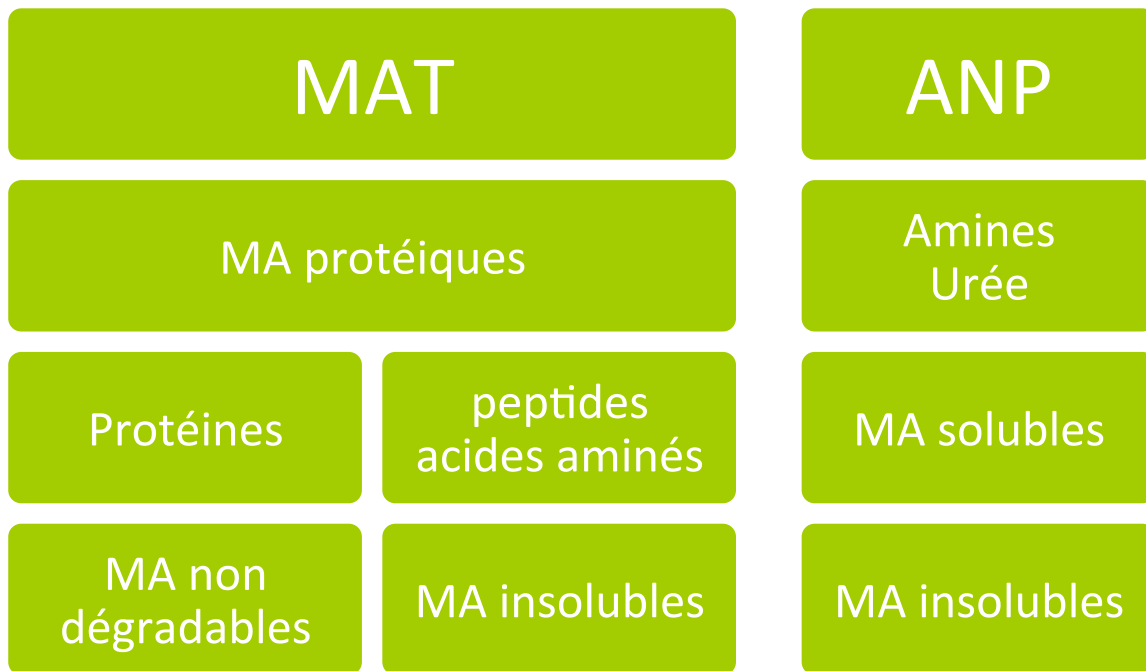 MAT
ANP
MA protéiques
Amines
Urée
Protéines
peptides
acides aminés
MA solubles
MA non
dégradables
MA insolubles
MA insolubles